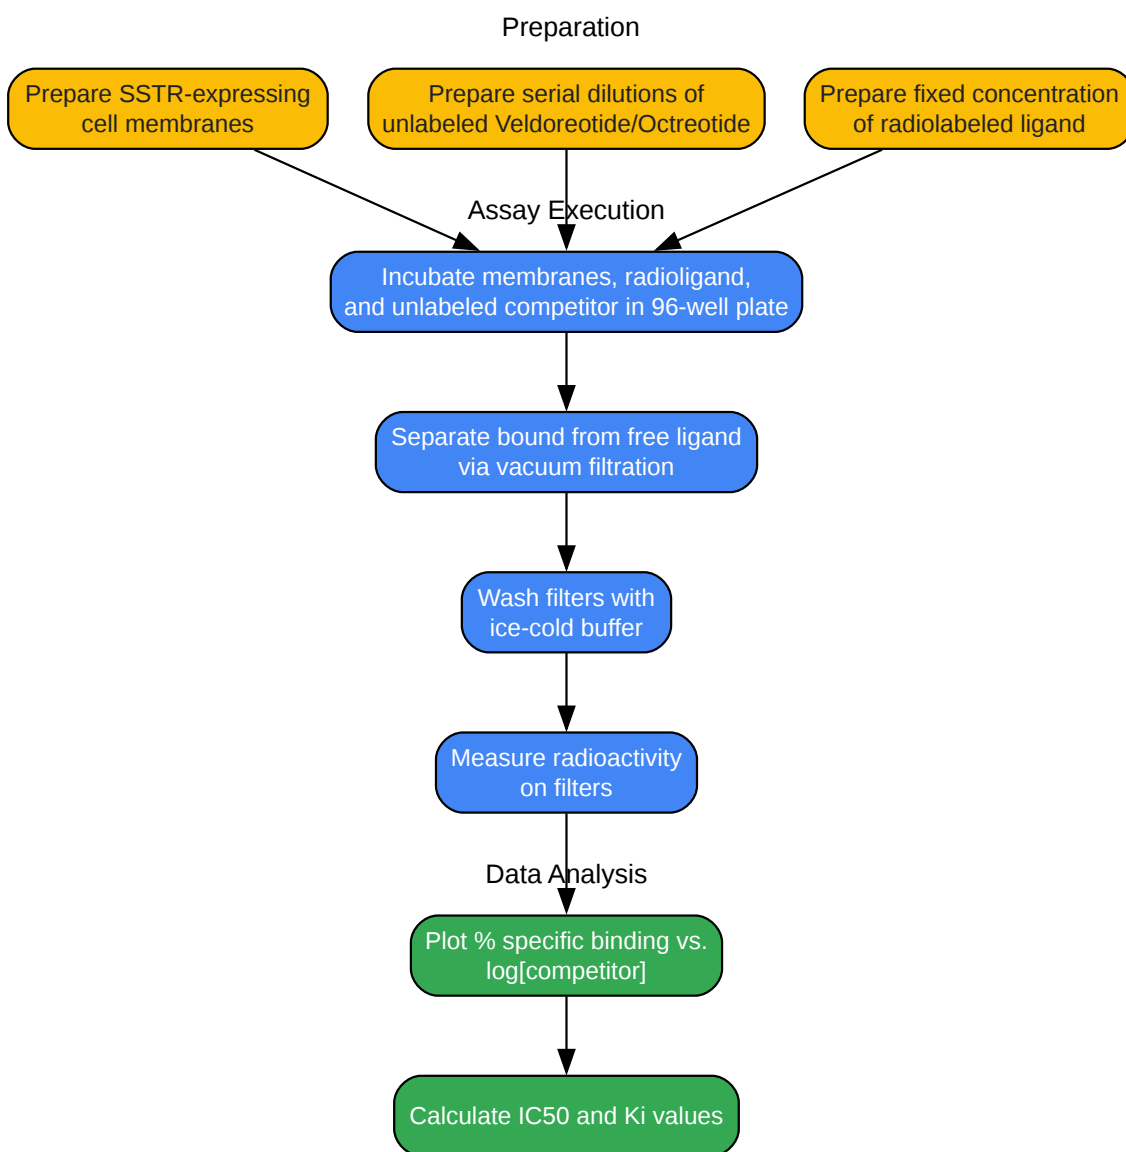 Preparation
Prepare SSTR-expressing
cell membranes
Prepare serial dilutions of
unlabeled Veldoreotide/Octreotide
Prepare fixed concentration
of radiolabeled ligand
Assay Execution
Incubate membranes, radioligand,
and unlabeled competitor in 96-well plate
Separate bound from free ligand
via vacuum filtration
Wash filters with
ice-cold buffer
Measure radioactivity
on filters
Data Analysis
Plot % specific binding vs.
log[competitor]
Calculate IC50 and Ki values